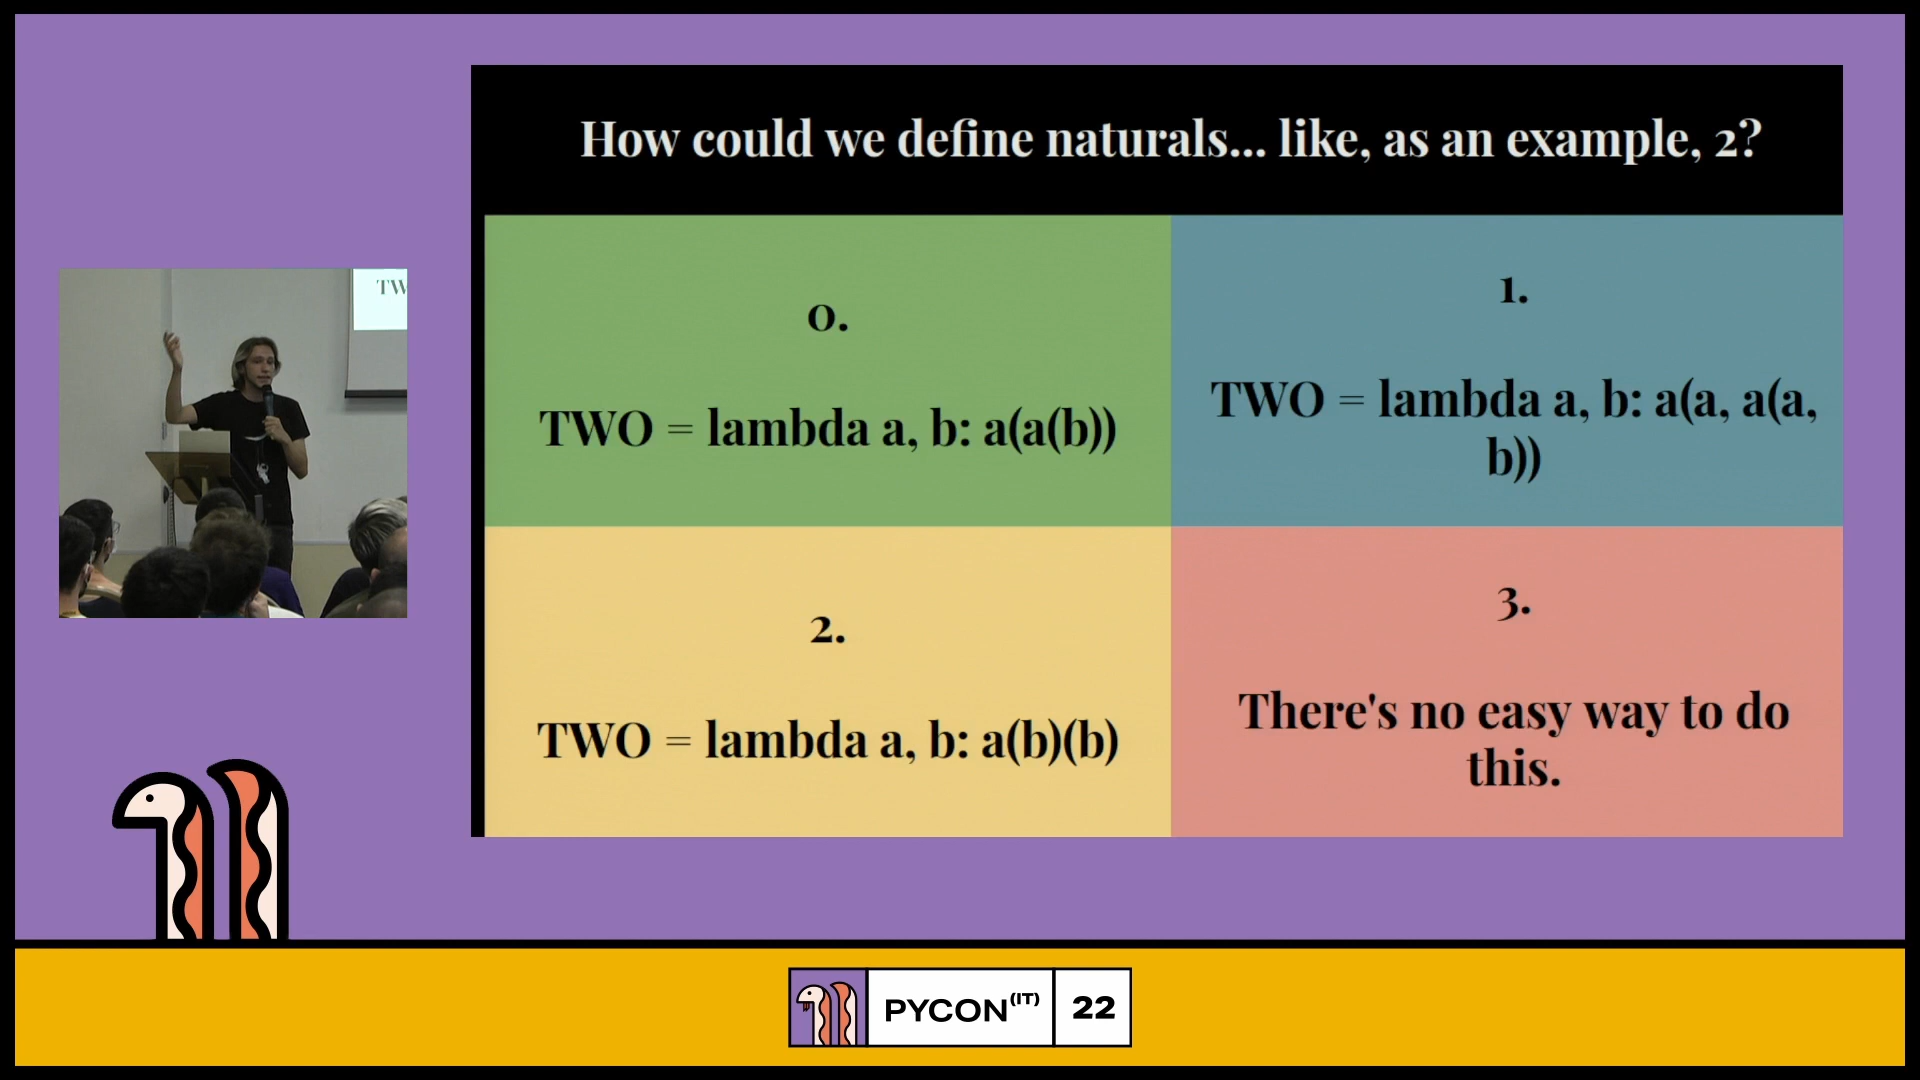 How could we define naturals... like, as an example, 2?
0.
TWO = lambda a, b: a(a(b))
1.
TWO = lambda a, b: a(a, a(a,
b))
2.
TWO = lambda a, b: a(b)(b)
3.
There's no easy way to do
this.
TW
PYCON(IT) 22